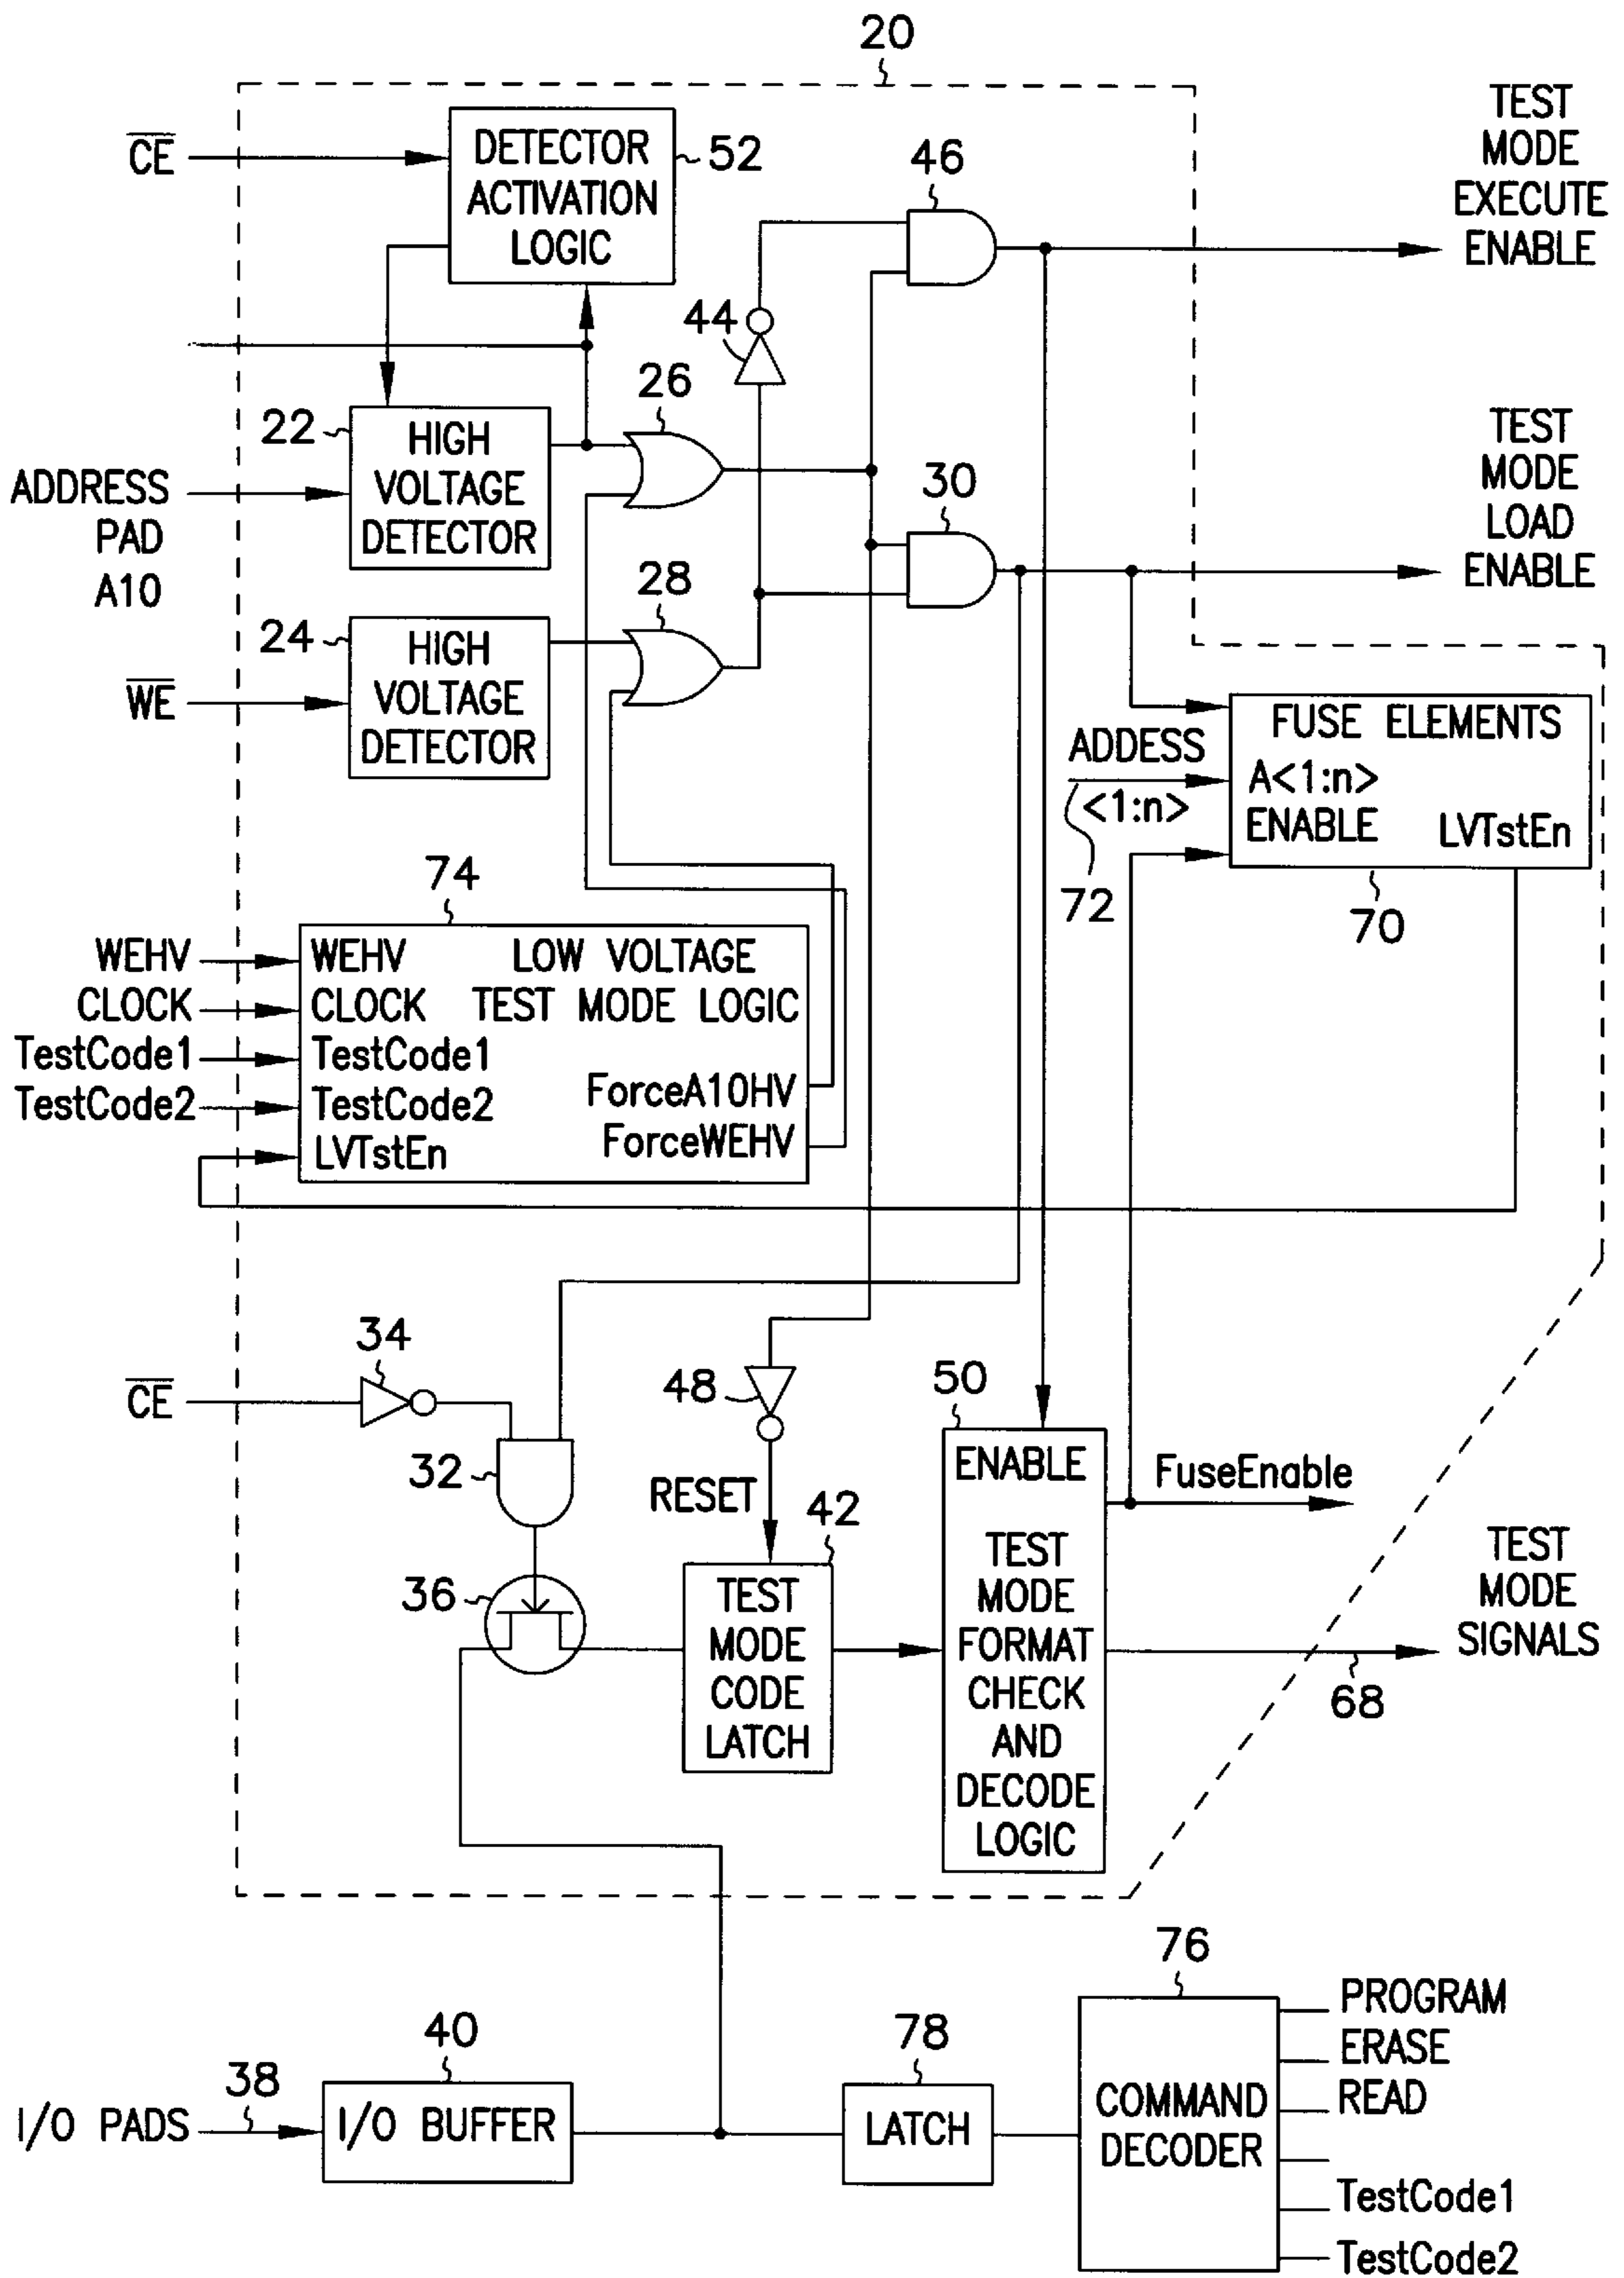 20
TEST
MODE
EXECUTE
ENABLE
CE
DETECTOR
ACTIVATION
LOGIC
52
46
44
26
22
HIGH
VOLTAGE
DETECTOR
ADDRESS
PAD
A10
30
TEST
MODE
LOAD
ENABLE
28
24
HIGH
VOLTAGE
DETECTOR
WE
FUSE ELEMENTS
A<1:n>
ENABLE
LVTstEn
ADDESS
<1:n>
72
70
74
WEHV
CLOCK
TestCode1
TestCode2
WEHV
LOW VOLTAGE
CLOCK
TEST MODE LOGIC
TestCode1
TestCode2
LVTstEn
ForceA10HV
ForceWEHV
34
CE
32
48
RESET
50
ENABLE
TEST
MODE
FORMAT
CHECK
AND
DECODE
LOGIC
FuseEnable
36
42
TEST
MODE
CODE
LATCH
TEST
MODE
SIGNALS
68
76
40
78
38
I/O PADS
I/O BUFFER
LATCH
COMMAND
DECODER
PROGRAM
ERASE
READ
TestCode1
TestCode2